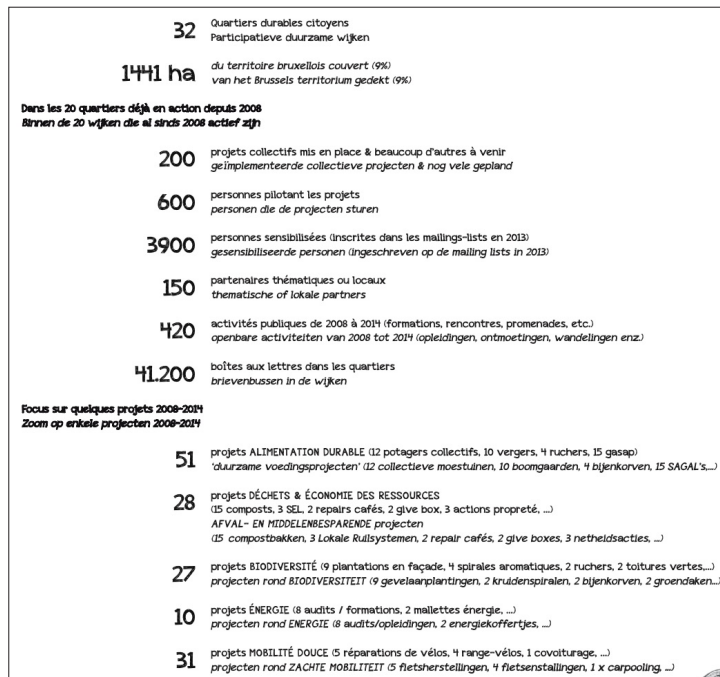 32 Quartiers durables citoyens
Participatieve duurzame wijken
1441 ha du territoire bruxellois couvert (9%)
van het Brussels territorium gedekt (9%)
Dans les 20 quartiers déjà en action depuis 2008
Binnen de 20 wijken die al sinds 2008 actief zijn
200 projets collectifs mis en place & beaucoup d'autres à venir
geïmplementeerde collectieve projecten & nog vele gepland
600 personnes pilotant les projets
personen die de projecten sturen
3900 personnes sensibilisées (inscrites dans les mailings-lists en 2013)
gesensibiliseerde personen (ingeschreven op de mailing lists in 2013)
150 partenaires thématiques ou locaux
thematische of lokale partners
420 activités publiques de 2008 à 2014 (formations, rencontres, promenades, etc.)
openbare activiteiten van 2008 tot 2014 (opleidingen, ontmoetingen, wandelingen enz.)
41.200 boîtes aux lettres dans les quartiers
brievenbussen in de wijken
Focus sur quelques projets 2008-2014
Zoom op enkele projecten 2008-2014
51 projets ALIMENTATION DURABLE (12 potagers collectifs, 10 vergers, 4 ruchers, 15 gasap)
'duurzame voedingsprojecten' (12 collectieve moestuinen, 10 boomgaarden, 4 bijenkorven, 15 SAGAL's,...)
28 projets DÉCHETS & ÉCONOMIE DES RESSOURCES
(15 composts, 3 SEL, 2 repairs cafés, 2 give box, 3 actions propreté, ...)
AFVAL- EN MIDDELENBESPARENDE projecten
(15 compostbakken, 3 Lokale Ruilsystemen, 2 repair cafés, 2 give boxes, 3 netheidsacties, ...)
27 projets BIODIVERSITÉ (9 plantations en façade, 4 spirales aromatiques, 2 ruchers, 2 toitures vertes,...)
projecten rond BIODIVERSITEIT (9 gevelaanplantingen, 2 kruidenspiralen, 2 bijenkorven, 2 groendaken...)
10 projets ÉNERGIE (8 audits / formations, 2 mallettes énergie, ...)
projecten rond ENERGIE (8 audits/opleidingen, 2 energiekoffertjes, ...)
31 projets MOBILITÉ DOUCE (5 réparations de vélos, 4 range-vélos, 1 covoiturage, ...)
projecten rond ZACHTE MOBILITEIT (5 fietsherstellingen, 4 fietsenstallingen, 1 x carpooling, ...)